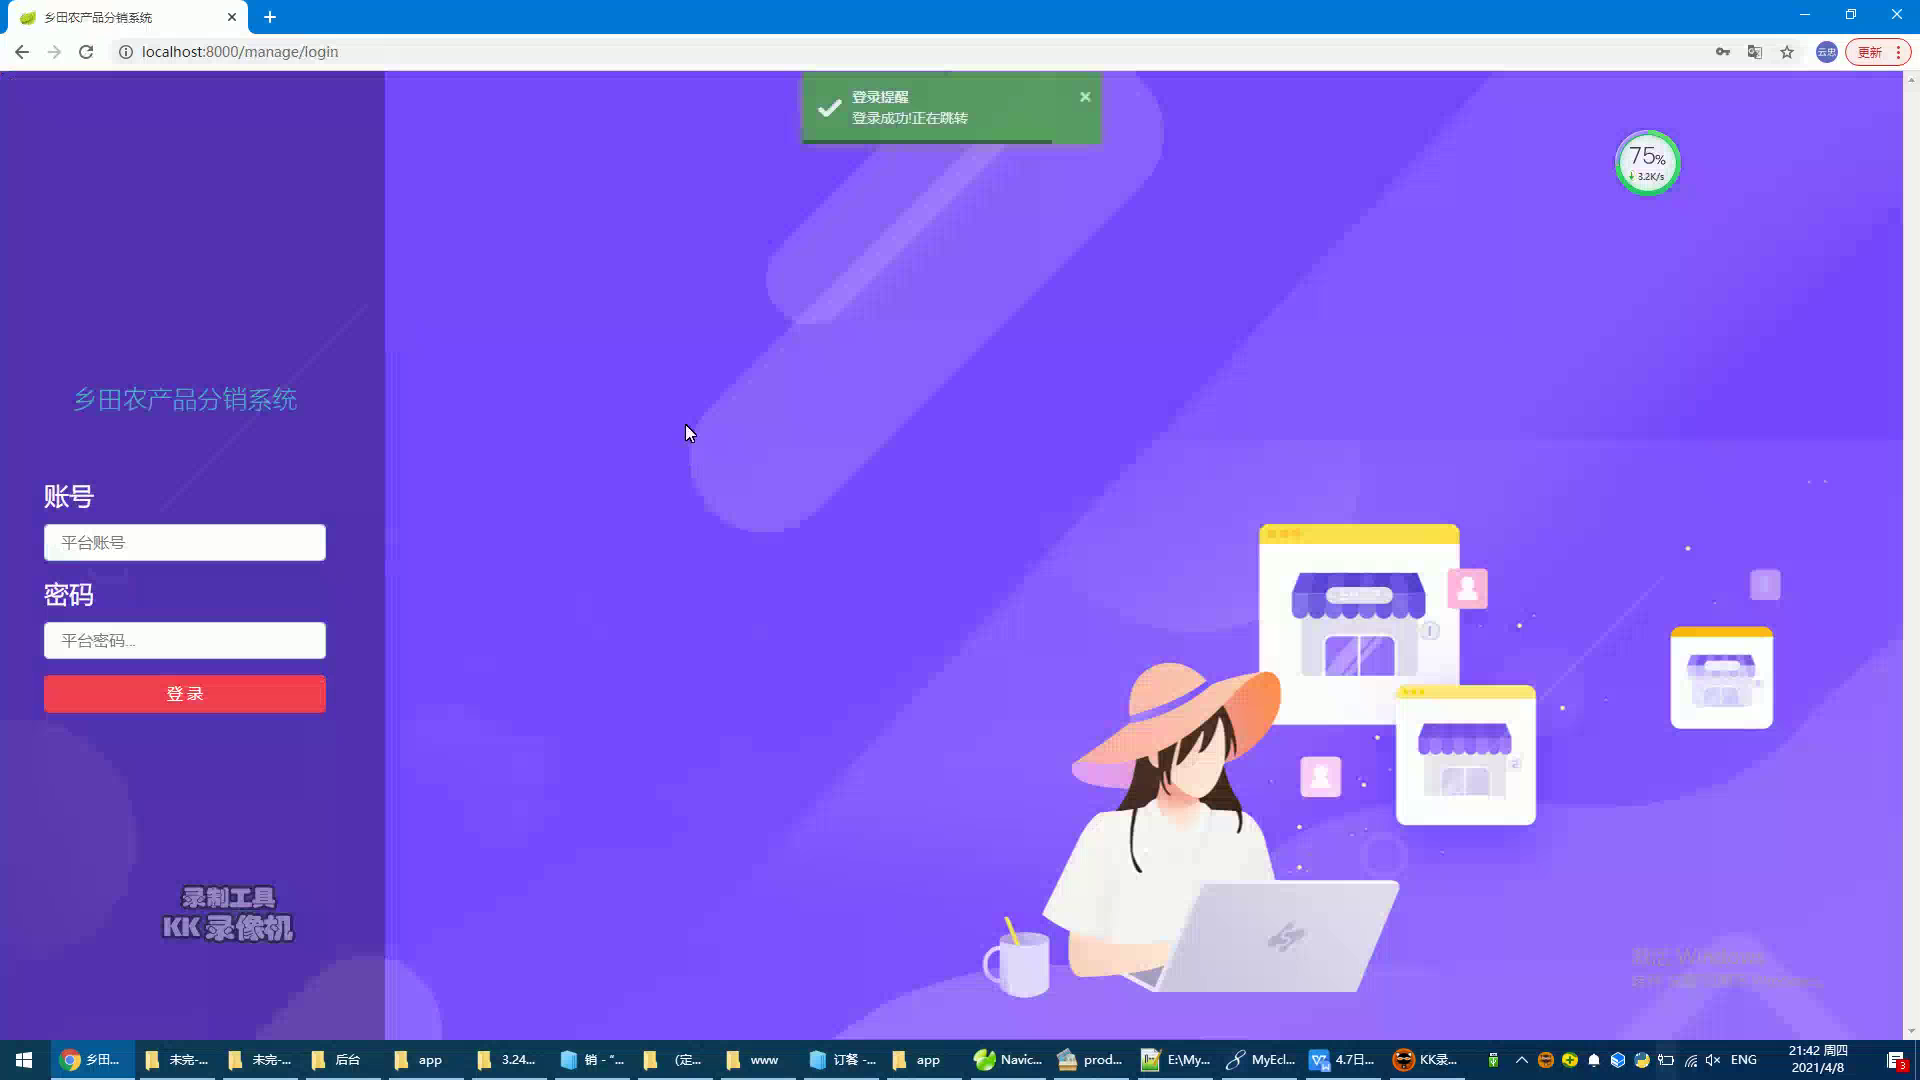 乡田农产品分销系统
localhost:8000/manage/login
云忠
更新
登录提醒
登录成功!正在跳转
75%
3.2K/s
乡田农产品分销系统
账号
平台账号
密码
平台密码...
登 录
录制工具
KK 录像机
乡田...
未完-...
未完-...
后台
app
3.24...
销 - “...
(定...
www
订餐 -...
app
Navic...
prod...
E:\My...
MyEcl...
4.7日...
KK录...
ENG
21:42 周四
2021/4/8
3